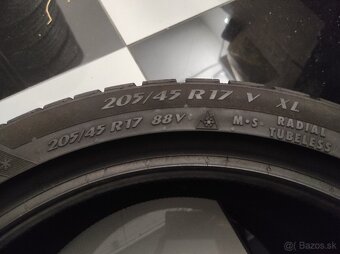 205/45 R17 V XL
205/45 R17 88V M·S· RADIAL
TUBELESS
© Bazos.sk